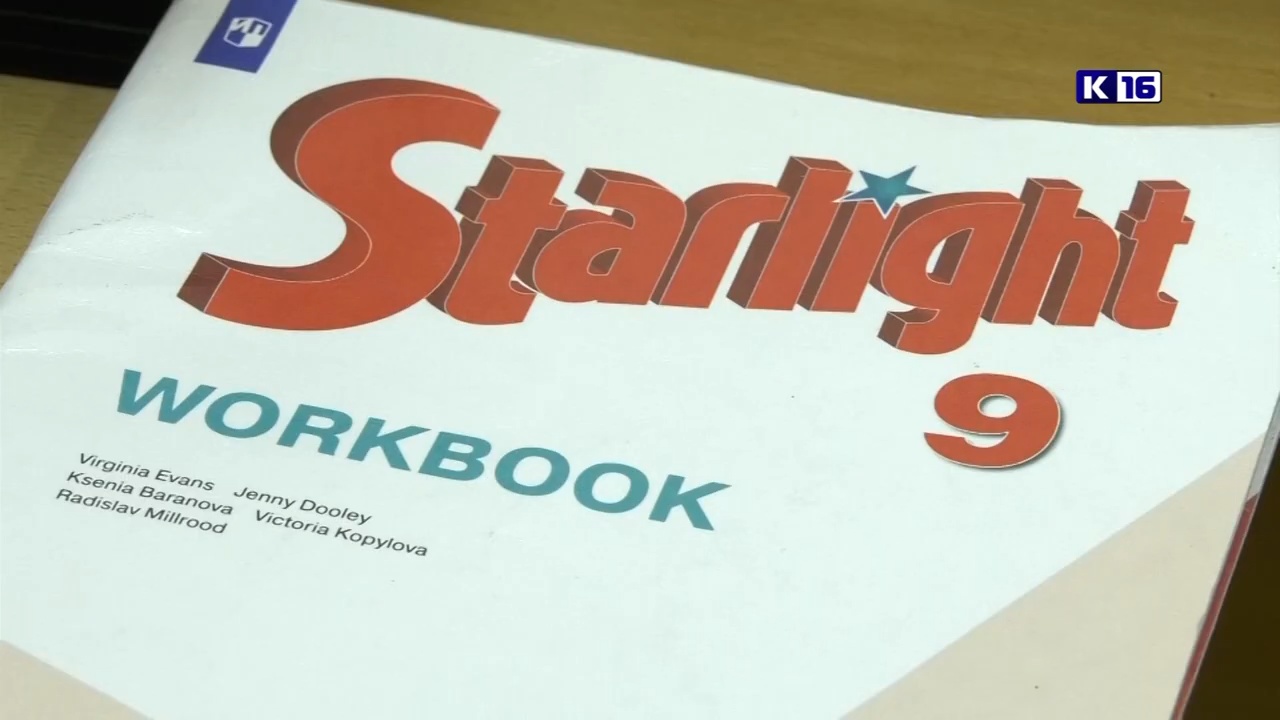 K 16
Starlight
9
WORKBOOK
Virginia Evans Jenny Dooley
Ksenia Baranova Victoria Kopylova
Radislav Millrood